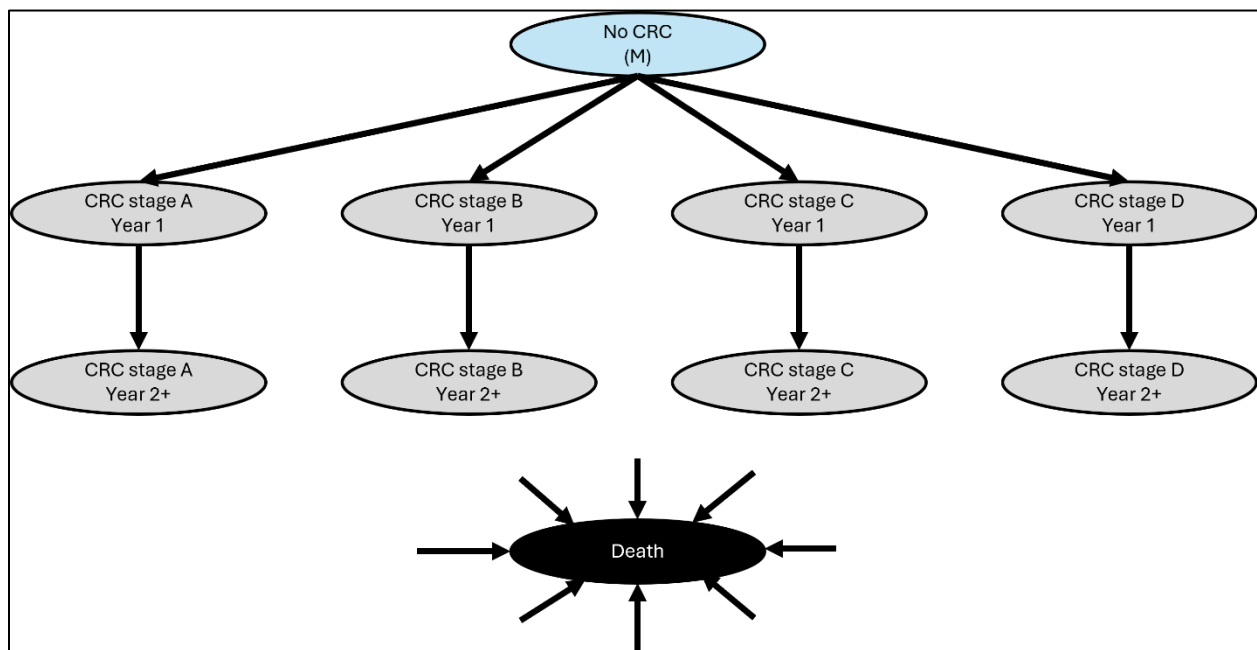 No CRC
(M)
CRC stage A
Year 1
CRC stage B
Year 1
CRC stage C
Year 1
CRC stage D
Year 1
CRC stage A
Year 2+
CRC stage B
Year 2+
CRC stage C
Year 2+
CRC stage D
Year 2+
Death